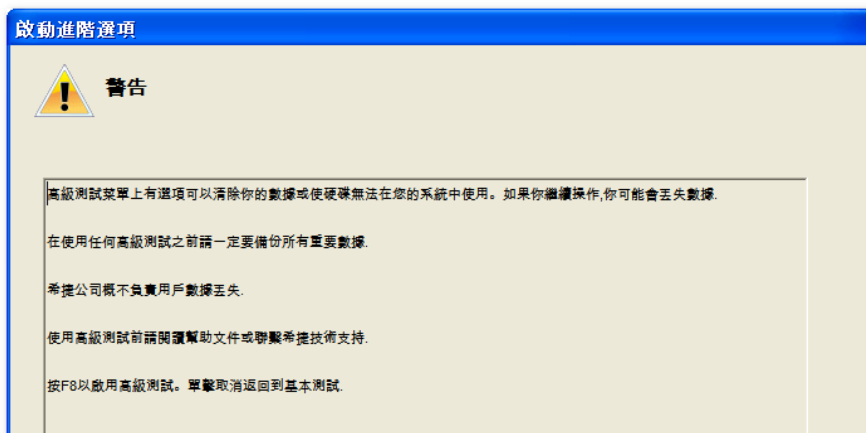 啟動進階選項
警告
高級測試菜單上有選項可以清除你的數據或使硬碟無法在您的系統中使用。如果你繼續操作,你可能會丟失數據.
在使用任何高級測試之前請一定要備份所有重要數據.
希捷公司概不負責用戶數據丟失.
使用高級測試前請閱讀幫助文件或聯繫希捷技術支持.
按F8以啟用高級測試。單擊取消返回到基本測試.